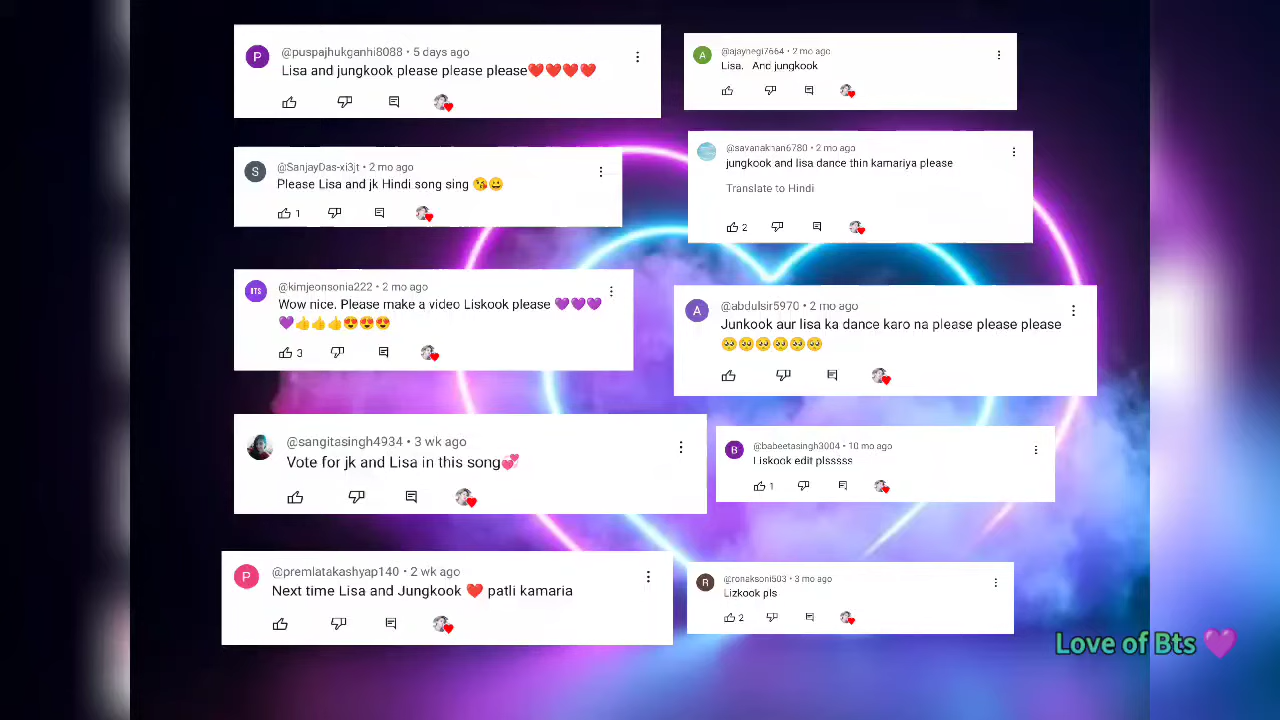 P
@puspajhukganhi8088 • 5 days ago
Lisa and jungkook please please please❤️❤️❤️❤️
A
@ajaynegi7664 • 2 mo ago
Lisa. And jungkook
S
@SanjayDas-xi3jt • 2 mo ago
Please Lisa and jk Hindi song sing 😘😀
1
@savanakhan6780 • 2 mo ago
jungkook and lisa dance thin kamariya please
Translate to Hindi
2
BTS
@kimjeonsonia222 • 2 mo ago
Wow nice. Please make a video Liskook please 💜💜💜
💜👍👍👍😍😍😍
3
A
@abdulsir5970 • 2 mo ago
Junkook aur lisa ka dance karo na please please please
🥺🥺🥺🥺🥺🥺
@sangitasingh4934 • 3 wk ago
Vote for jk and Lisa in this song💞
B
@babeetasingh3004 • 10 mo ago
Liskook edit plsssss
1
P
@premlatakashyap140 • 2 wk ago
Next time Lisa and Jungkook ❤️ patli kamaria
R
@ronaksoni503 • 3 mo ago
Lizkook pls
2
Love of Bts 💜